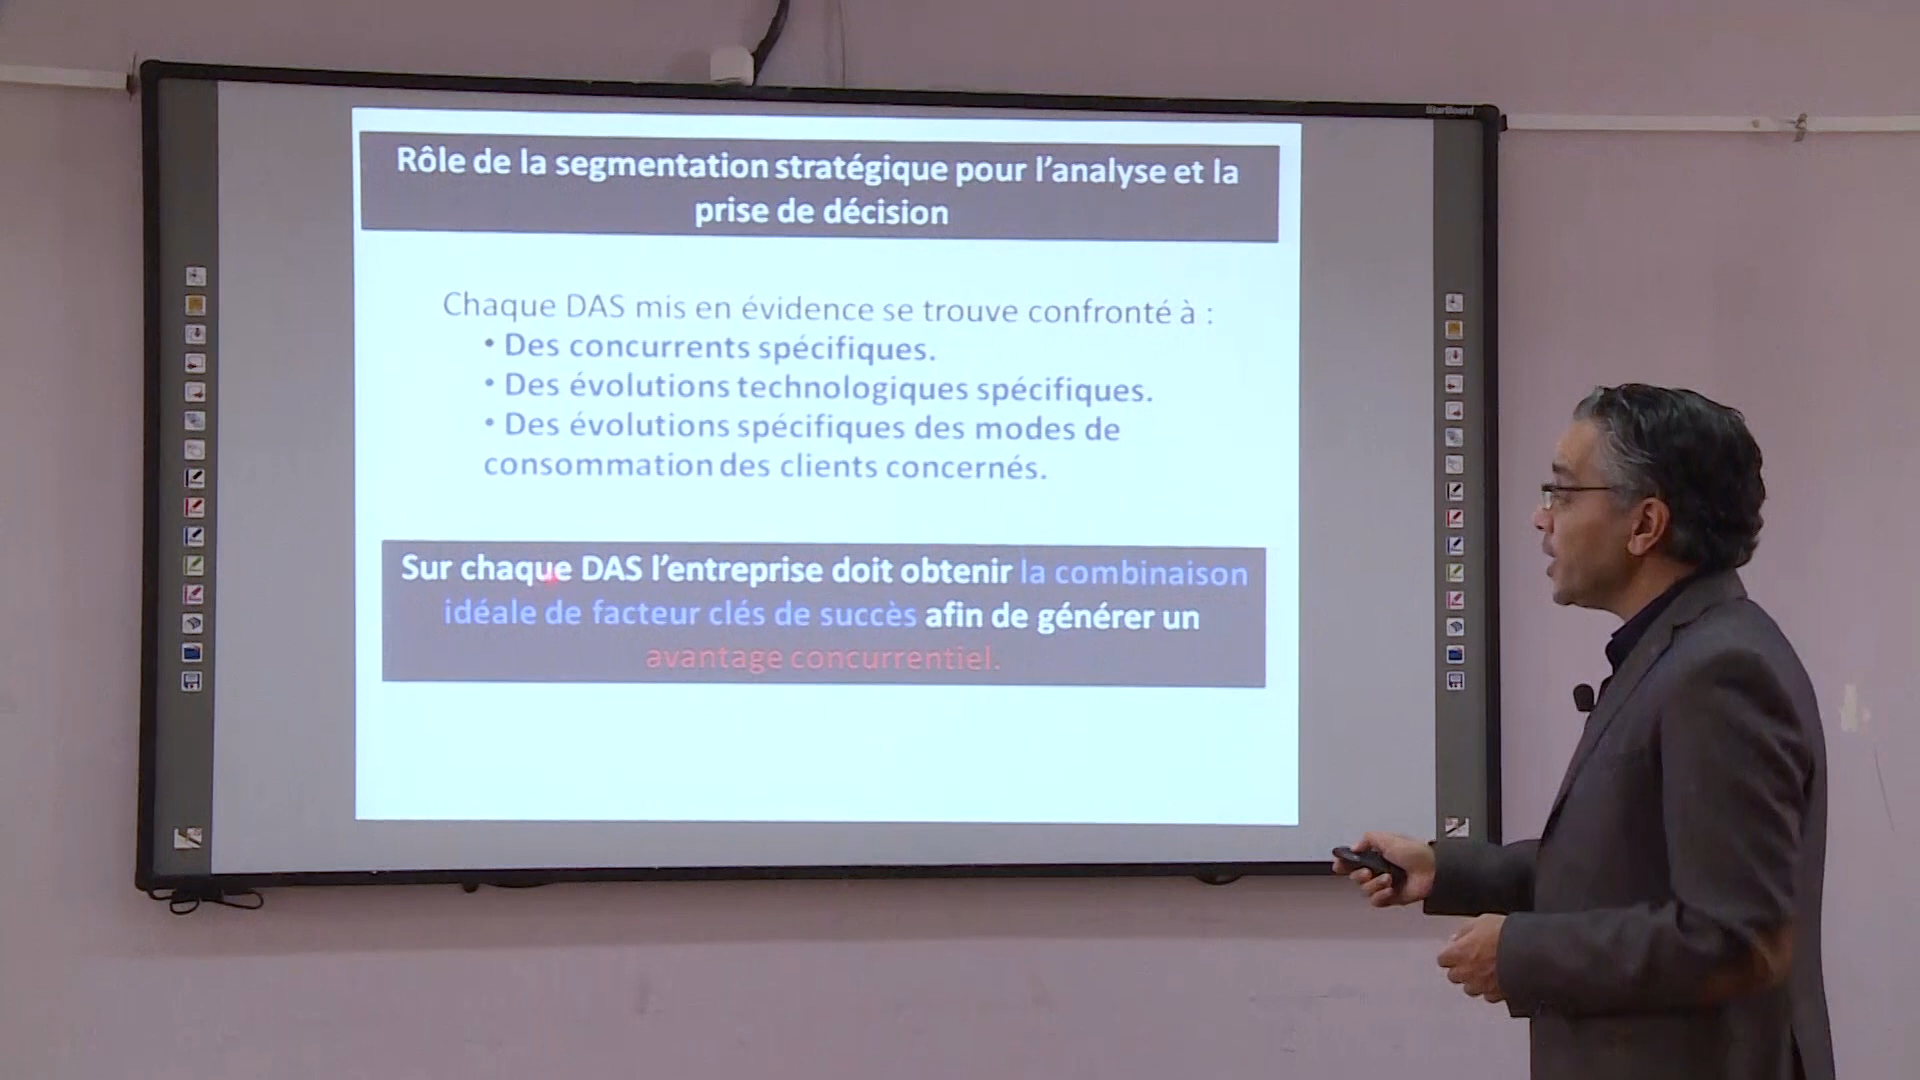 StarBoard
Rôle de la segmentation stratégique pour l'analyse et la
prise de décision
Chaque DAS mis en évidence se trouve confronté à :
• Des concurrents spécifiques.
• Des évolutions technologiques spécifiques.
• Des évolutions spécifiques des modes de
consommation des clients concernés.
Sur chaque DAS l'entreprise doit obtenir la combinaison
idéale de facteur clés de succès afin de générer un
avantage concurrentiel.